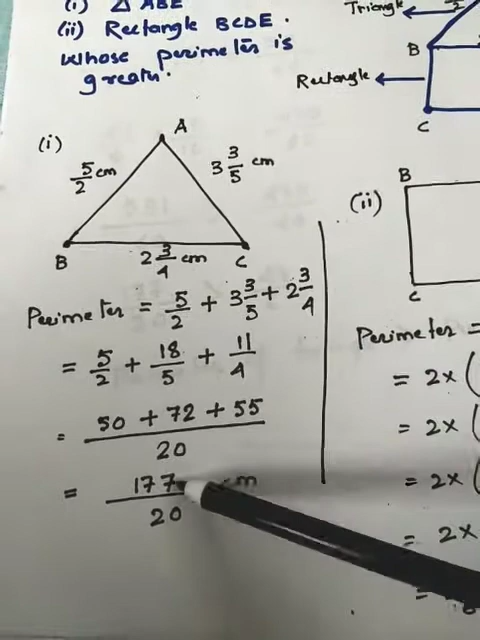 (i) △ ABE
(ii) Rectangle BCDE.
Whose perimeter is
greater.
Triangle
B
Rectangle
C
(i)
A
5/2 cm
3 3/5 cm
B
2 3/4 cm
C
Perimeter = 5/2 + 3 3/5 + 2 3/4
= 5/2 + 18/5 + 11/4
= 50 + 72 + 55 / 20
= 177/20 cm
(ii)
B
C
Perimeter =
= 2×(
= 2×(
= 2×(
= 2×
=